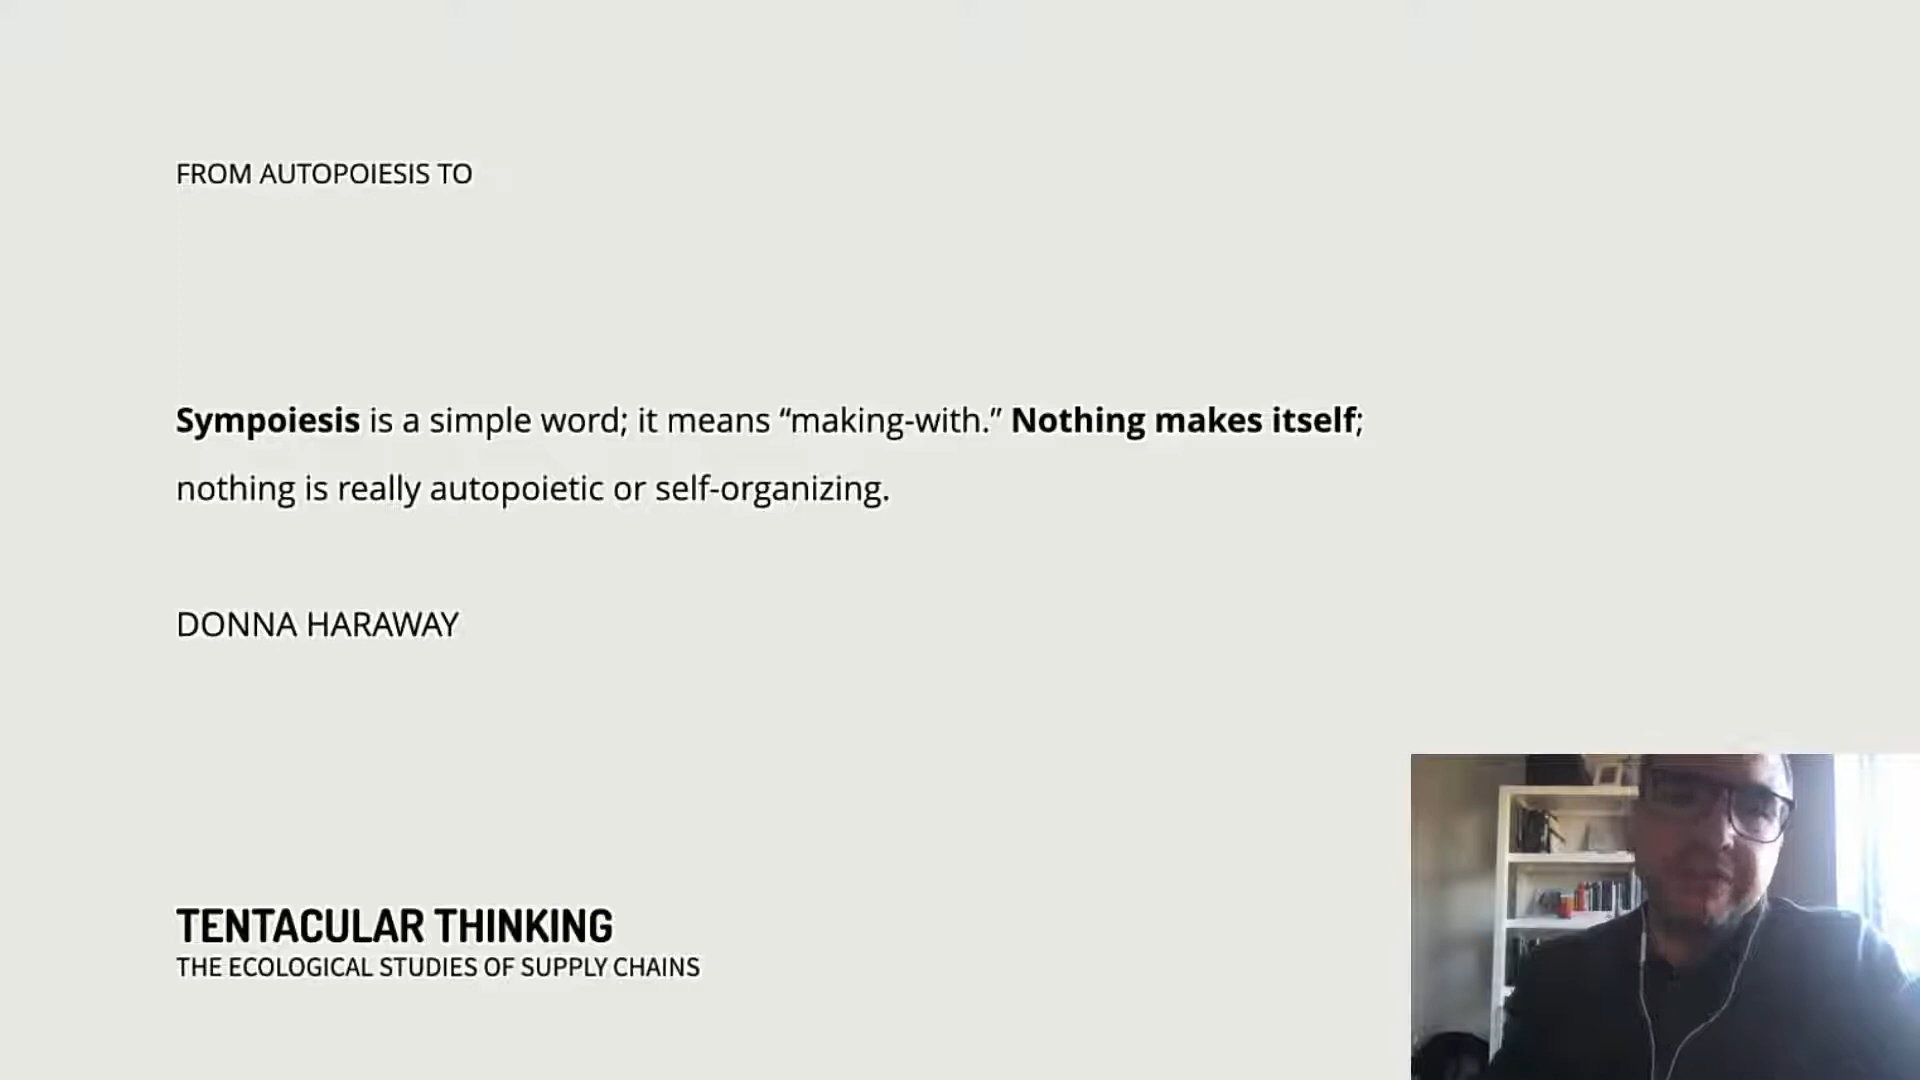 FROM AUTOPOIESIS TO
Sympoiesis is a simple word; it means “making-with.” Nothing makes itself;
nothing is really autopoietic or self-organizing.
DONNA HARAWAY
TENTACULAR THINKING
THE ECOLOGICAL STUDIES OF SUPPLY CHAINS